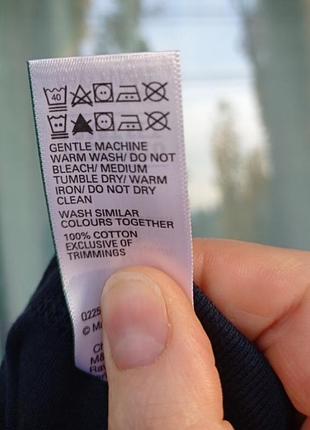 40
GENTLE MACHINE
WARM WASH/ DO NOT
BLEACH/ MEDIUM
TUMBLE DRY/ WARM
IRON/ DO NOT DRY
CLEAN
WASH SIMILAR
COLOURS TOGETHER
100% COTTON
EXCLUSIVE OF
TRIMMINGS